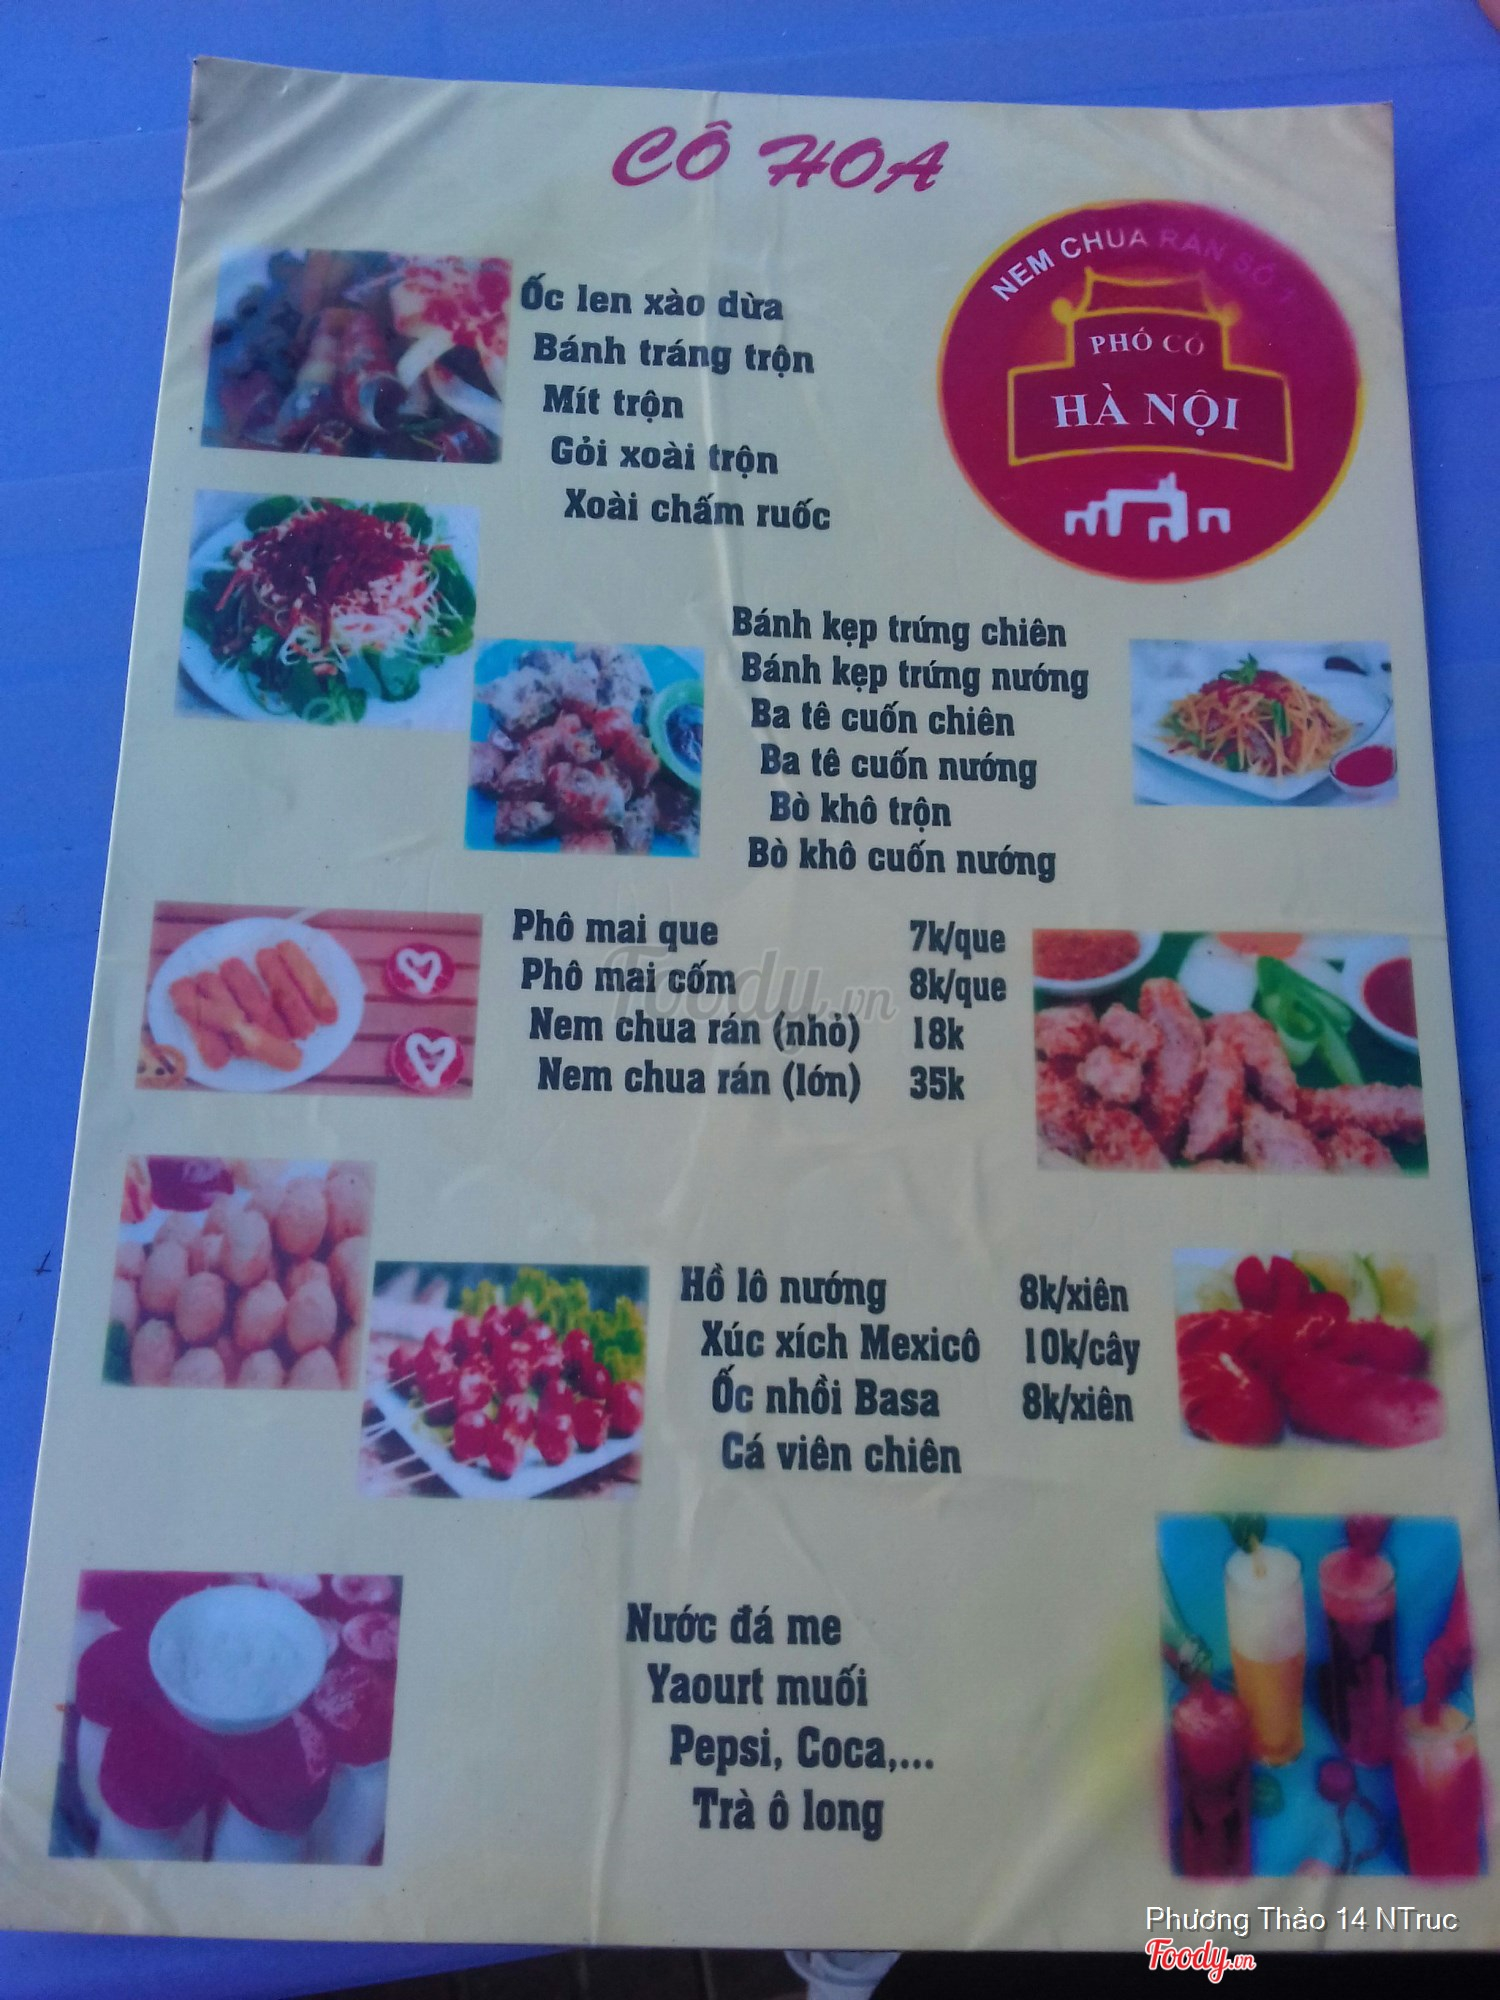 CÔ HOA
NEM CHUA RÁN SỐ 1
PHỐ CỔ
HÀ NỘI
Ốc len xào dừa
Bánh tráng trộn
Mít trộn
Gỏi xoài trộn
Xoài chấm ruốc
Bánh kẹp trứng chiên
Bánh kẹp trứng nướng
Ba tê cuốn chiên
Ba tê cuốn nướng
Bò khô trộn
Bò khô cuốn nướng
Phô mai que 7k/que
Phô mai cốm 8k/que
Nem chua rán (nhỏ) 18k
Nem chua rán (lớn) 35k
Foody.vn
Hồ lô nướng 8k/xiên
Xúc xích Mexicô 10k/cây
Ốc nhồi Basa 8k/xiên
Cá viên chiên
Nước đá me
Yaourt muối
Pepsi, Coca,...
Trà ô long
Phương Thảo 14 NTruc
Foody.vn